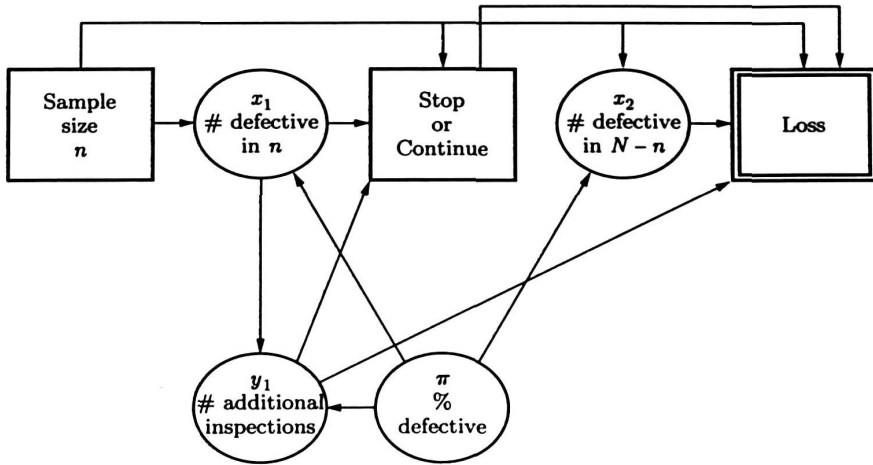 Sample
size
n
x₁
# defective
in n
Stop
or
Continue
x₂
# defective
in N − n
Loss
y₁
# additional
inspections
π
%
defective